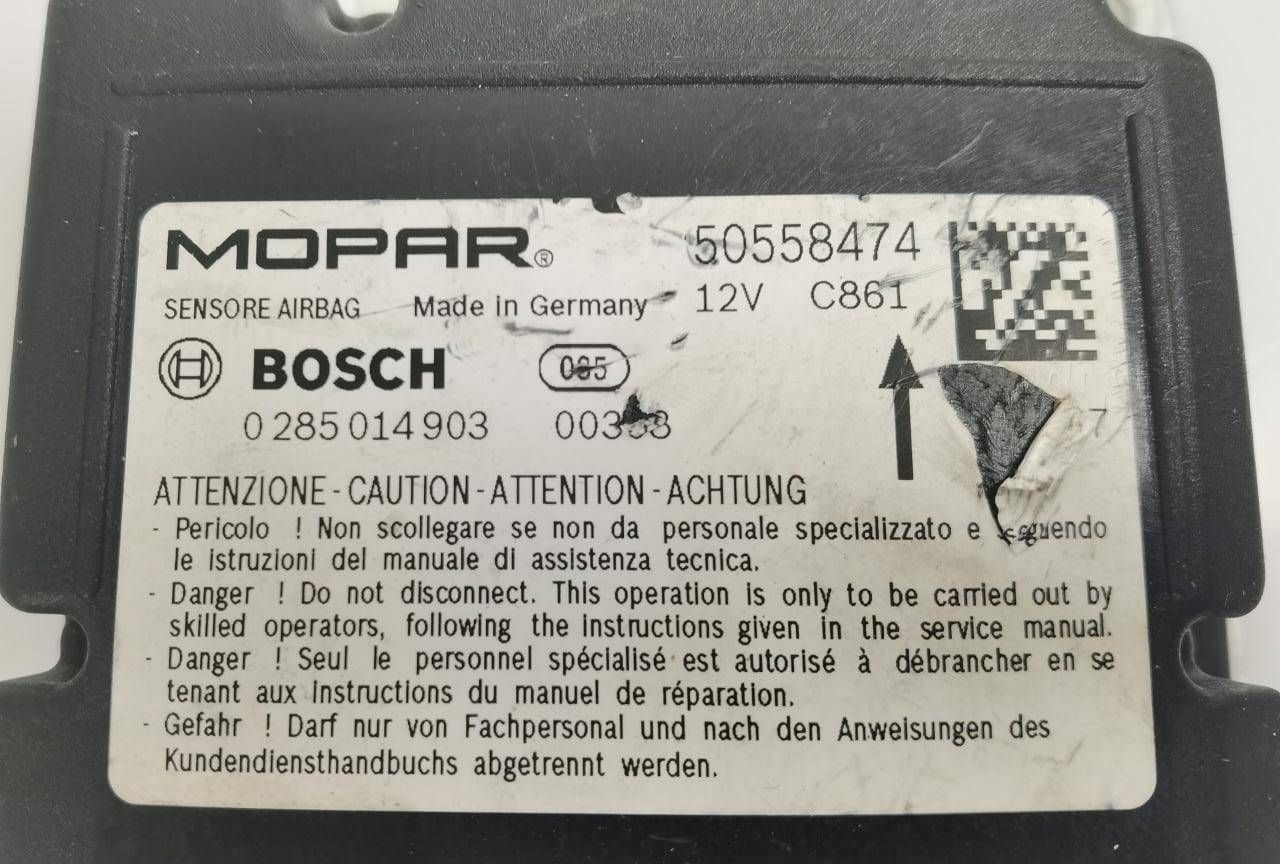 MOPAR® 50558474
SENSORE AIRBAG Made in Germany 12V C861
BOSCH
0 285 014 903
ATTENZIONE - CAUTION - ATTENTION - ACHTUNG
- Pericolo ! Non scollegare se non da personale specializzato e seguendo
le istruzioni del manuale di assistenza tecnica.
- Danger ! Do not disconnect. This operation is only to be carried out by
skilled operators, following the instructions given in the service manual.
- Danger ! Seul le personnel spécialisé est autorisé à débrancher en se
tenant aux instructions du manuel de réparation.
- Gefahr ! Darf nur von Fachpersonal und nach den Anweisungen des
Kundendiensthandbuchs abgetrennt werden.